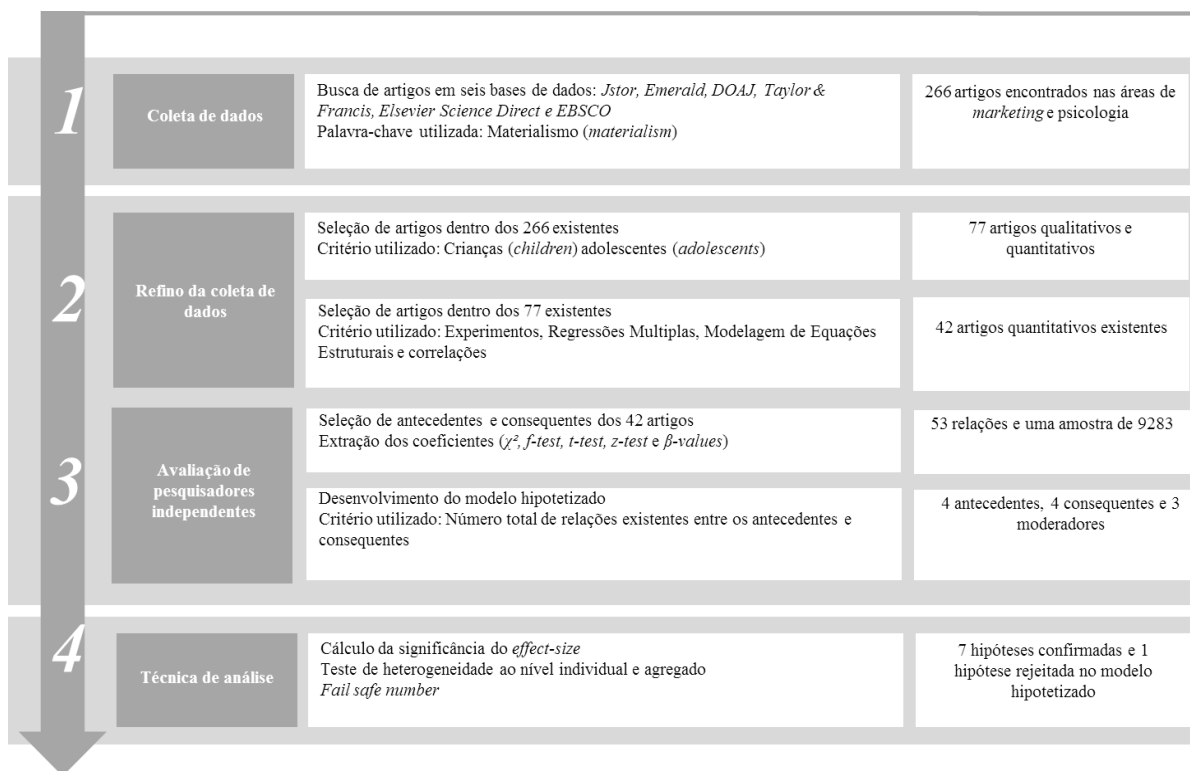 1
Coleta de dados
Busca de artigos em seis bases de dados: Jstor, Emerald, DOAJ, Taylor &
Francis, Elsevier Science Direct e EBSCO
Palavra-chave utilizada: Materialismo (materialism)
266 artigos encontrados nas áreas de
marketing e psicologia
2
Refino da coleta de
dados
Seleção de artigos dentro dos 266 existentes
Critério utilizado: Crianças (children) adolescentes (adolescents)
77 artigos qualitativos e
quantitativos
Seleção de artigos dentro dos 77 existentes
Critério utilizado: Experimentos, Regressões Multiplas, Modelagem de Equações
Estruturais e correlações
42 artigos quantitativos existentes
3
Avaliação de
pesquisadores
independentes
Seleção de antecedentes e consequentes dos 42 artigos
Extração dos coeficientes (χ², f-test, t-test, z-test e β-values)
53 relações e uma amostra de 9283
Desenvolvimento do modelo hipotetizado
Critério utilizado: Número total de relações existentes entre os antecedentes e
consequentes
4 antecedentes, 4 consequentes e 3
moderadores
4
Técnica de análise
Cálculo da significância do effect-size
Teste de heterogeneidade ao nível individual e agregado
Fail safe number
7 hipóteses confirmadas e 1
hipótese rejeitada no modelo
hipotetizado